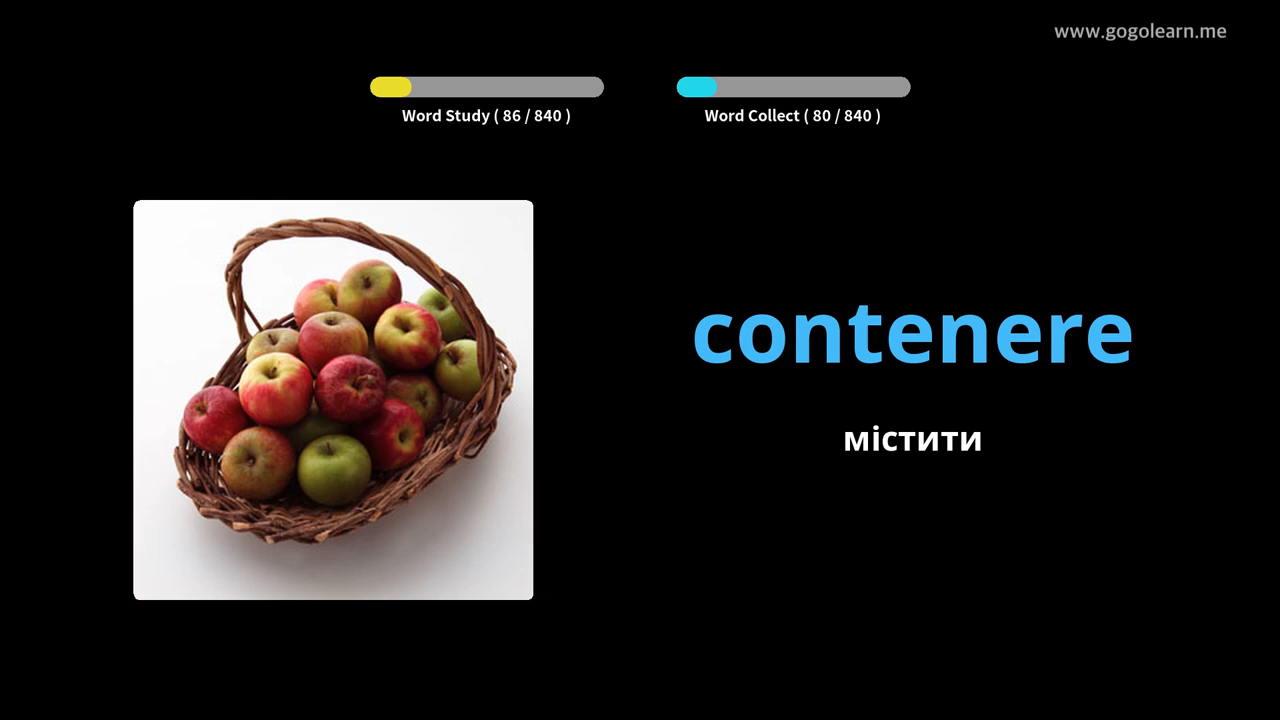 www.gogolearn.me
Word Study ( 86 / 840 )
Word Collect ( 80 / 840 )
contenere
містити